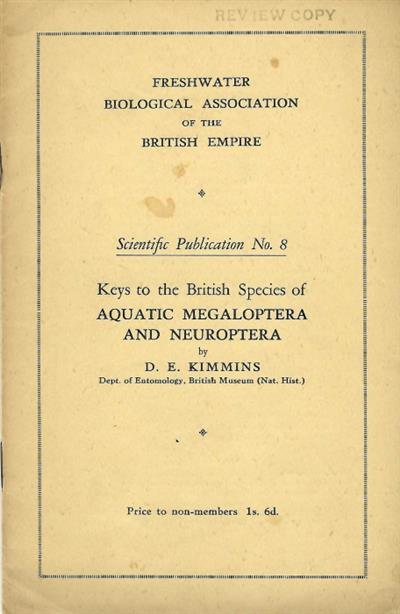 REVIEW COPY
FRESHWATER
BIOLOGICAL ASSOCIATION
OF THE
BRITISH EMPIRE
Scientific Publication No. 8
Keys to the British Species of
AQUATIC MEGALOPTERA
AND NEUROPTERA
by
D. E. KIMMINS
Dept. of Entomology, British Museum (Nat. Hist.)
Price to non-members 1s. 6d.